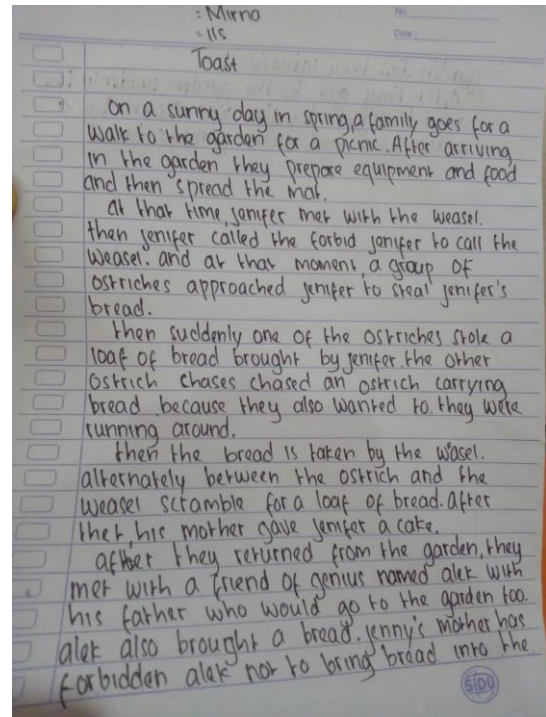 : Mirna
: IIS
No.
Date :
Toast
on a sunny day in spring, a family goes for a
walk to the garden for a picnic. After arriving
in the garden they prepare equipment and food
and then spread the mat.
at that time, jenifer met with the weasel.
then jenifer called the forbid jenifer to call the
weasel. and at that moment, a group of
ostriches approached jenifer to steal jenifer's
bread.
then suddenly one of the ostriches stole a
loaf of bread brought by jenifer. the other
ostrich chases chased an ostrich carrying
bread because they also wanted to. they were
running around.
then the bread is taken by the wasel.
alternately between the ostrich and the
weasel scramble for a loaf of bread. after
thet, his mother gave jenifer a cake.
after they returned from the garden, they
met with a friend of genius named alek with
his father who would go to the garden too.
alek also brought a bread. jenny's mother has
forbidden alek not to bring bread into the
SIDU